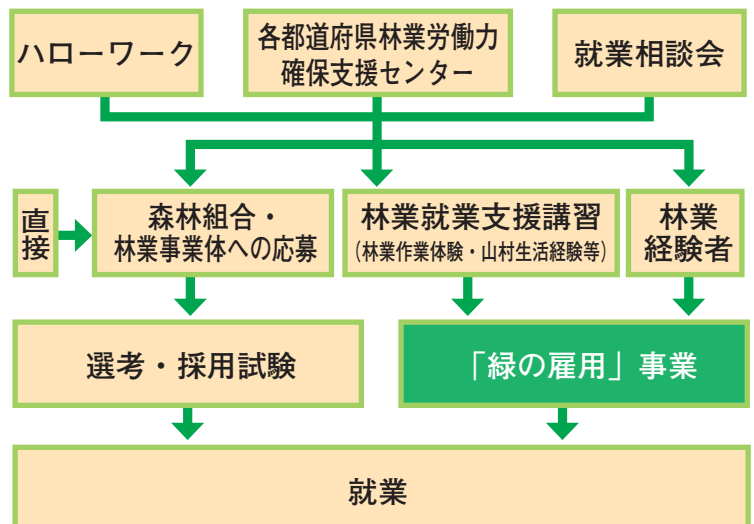 ハローワーク
各都道府県林業労働力
確保支援センター
就業相談会
直接
森林組合・
林業事業体への応募
林業就業支援講習
（林業作業体験・山村生活経験等）
林業
経験者
選考・採用試験
「緑の雇用」事業
就業